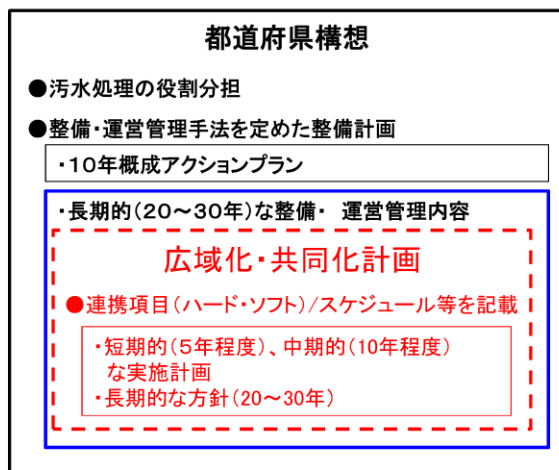 都道府県構想
●汚水処理の役割分担
●整備・運営管理手法を定めた整備計画
・10年概成アクションプラン
・長期的(20～30年)な整備・ 運営管理内容
広域化・共同化計画
●連携項目(ハード・ソフト)/スケジュール等を記載
・短期的(5年程度)、中期的(10年程度)
な実施計画
・長期的な方針(20～30年)